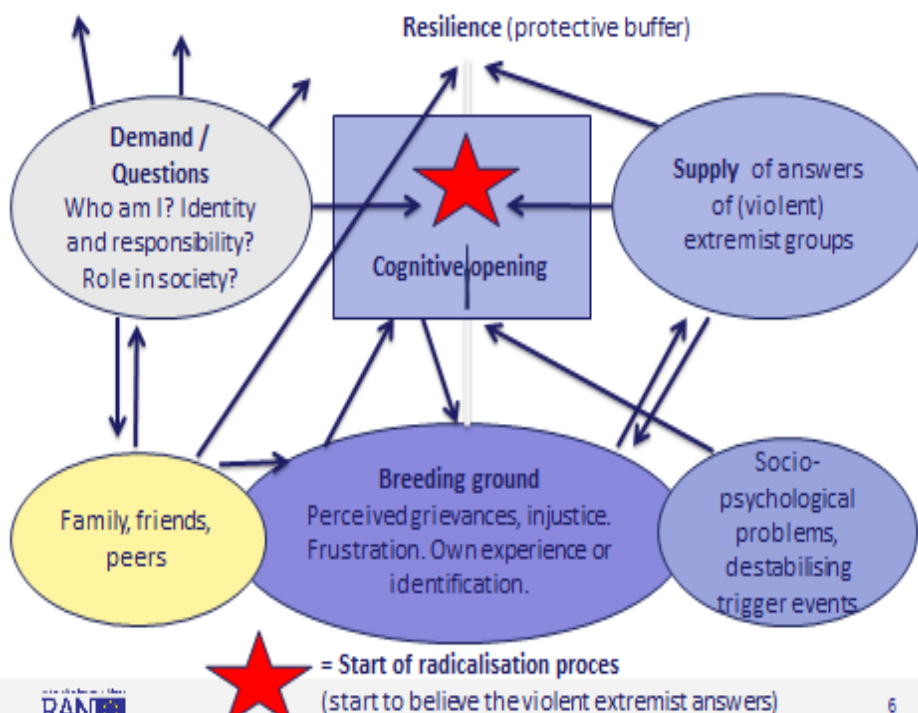 Resilience (protective buffer)
Demand /
Questions
Who am I? Identity
and responsibility?
Role in society?
Cognitive opening
Supply of answers
of (violent)
extremist groups
Family, friends,
peers
Breeding ground
Perceived grievances, injustice.
Frustration. Own experience or
identification.
Socio-
psychological
problems,
destabilising
trigger events
= Start of radicalisation proces
(start to believe the violent extremist answers)
RAN
6